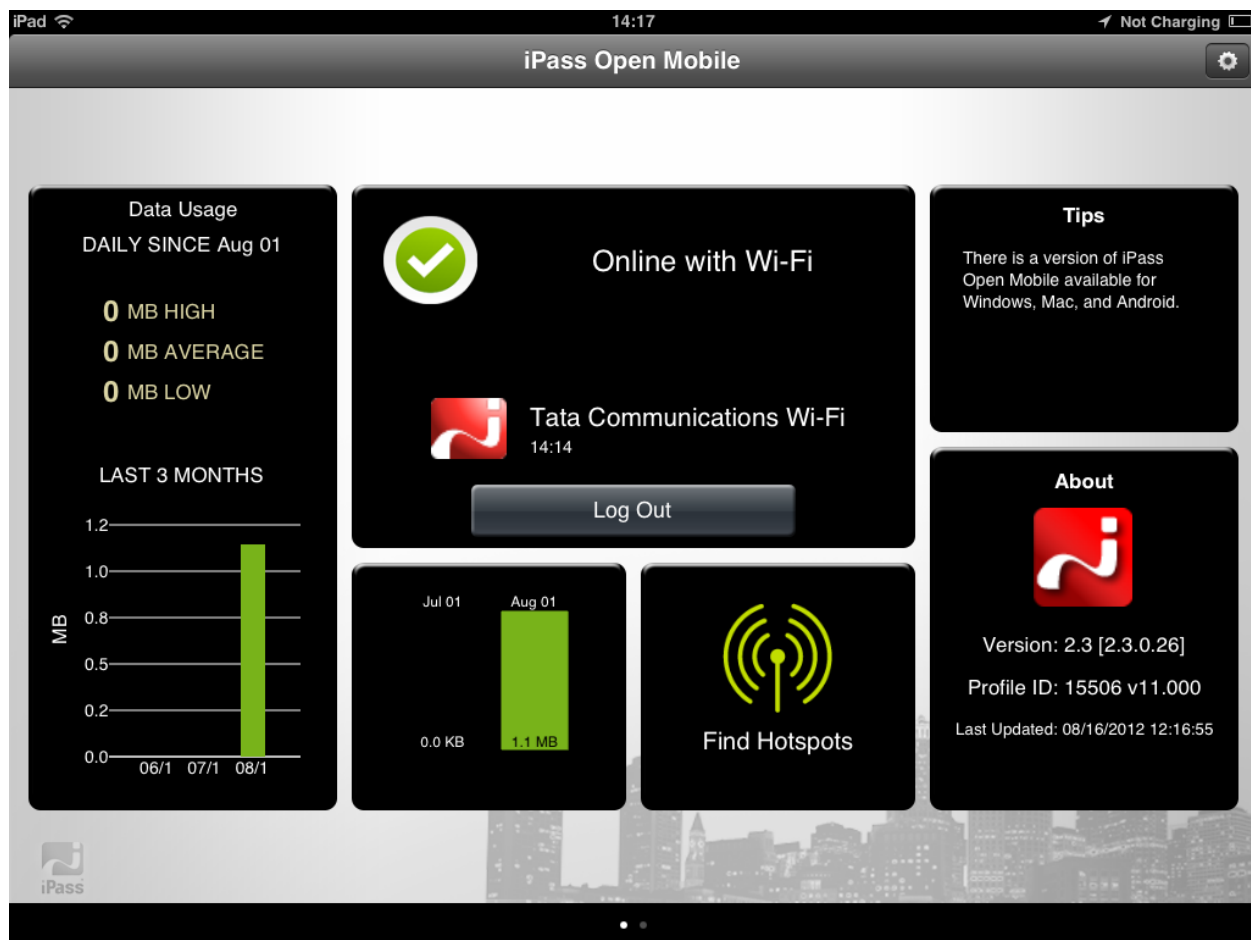 iPad
14:17
Not Charging
iPass Open Mobile
Data Usage
DAILY SINCE Aug 01
0 MB HIGH
0 MB AVERAGE
0 MB LOW
LAST 3 MONTHS
1.2
1.0
0.8
0.5
0.2
0.0
MB
06/1 07/1 08/1
Online with Wi-Fi
Tata Communications Wi-Fi
14:14
Log Out
Jul 01 Aug 01
0.0 KB 1.1 MB
Find Hotspots
Tips
There is a version of iPass
Open Mobile available for
Windows, Mac, and Android.
About
Version: 2.3 [2.3.0.26]
Profile ID: 15506 v11.000
Last Updated: 08/16/2012 12:16:55
iPass